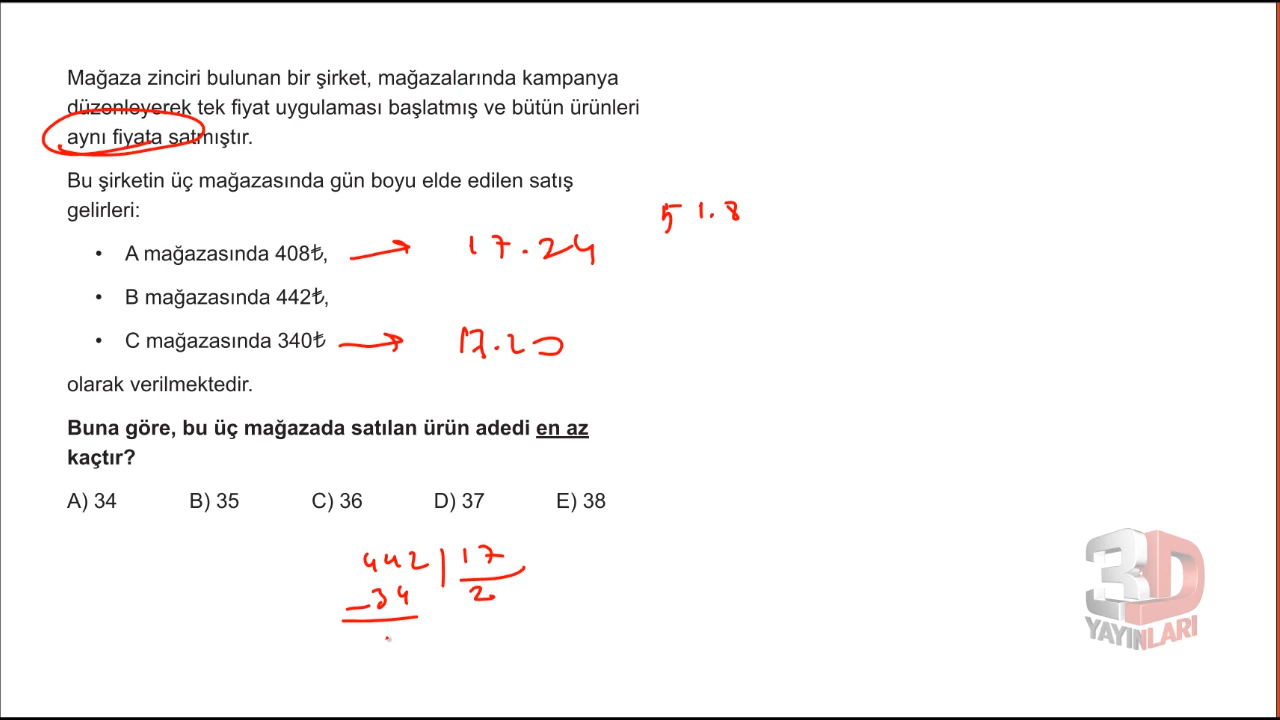 Mağaza zinciri bulunan bir şirket, mağazalarında kampanya
düzenleyerek tek fiyat uygulaması başlatmış ve bütün ürünleri
aynı fiyata satmıştır.
Bu şirketin üç mağazasında gün boyu elde edilen satış
gelirleri:
51.8
• A mağazasında 408₺, → 17.24
• B mağazasında 442₺,
• C mağazasında 340₺ → 17.20
olarak verilmektedir.
Buna göre, bu üç mağazada satılan ürün adedi en az
kaçtır?
A) 34 B) 35 C) 36 D) 37 E) 38
442 | 17
-34 2
3D
YAYINLARI